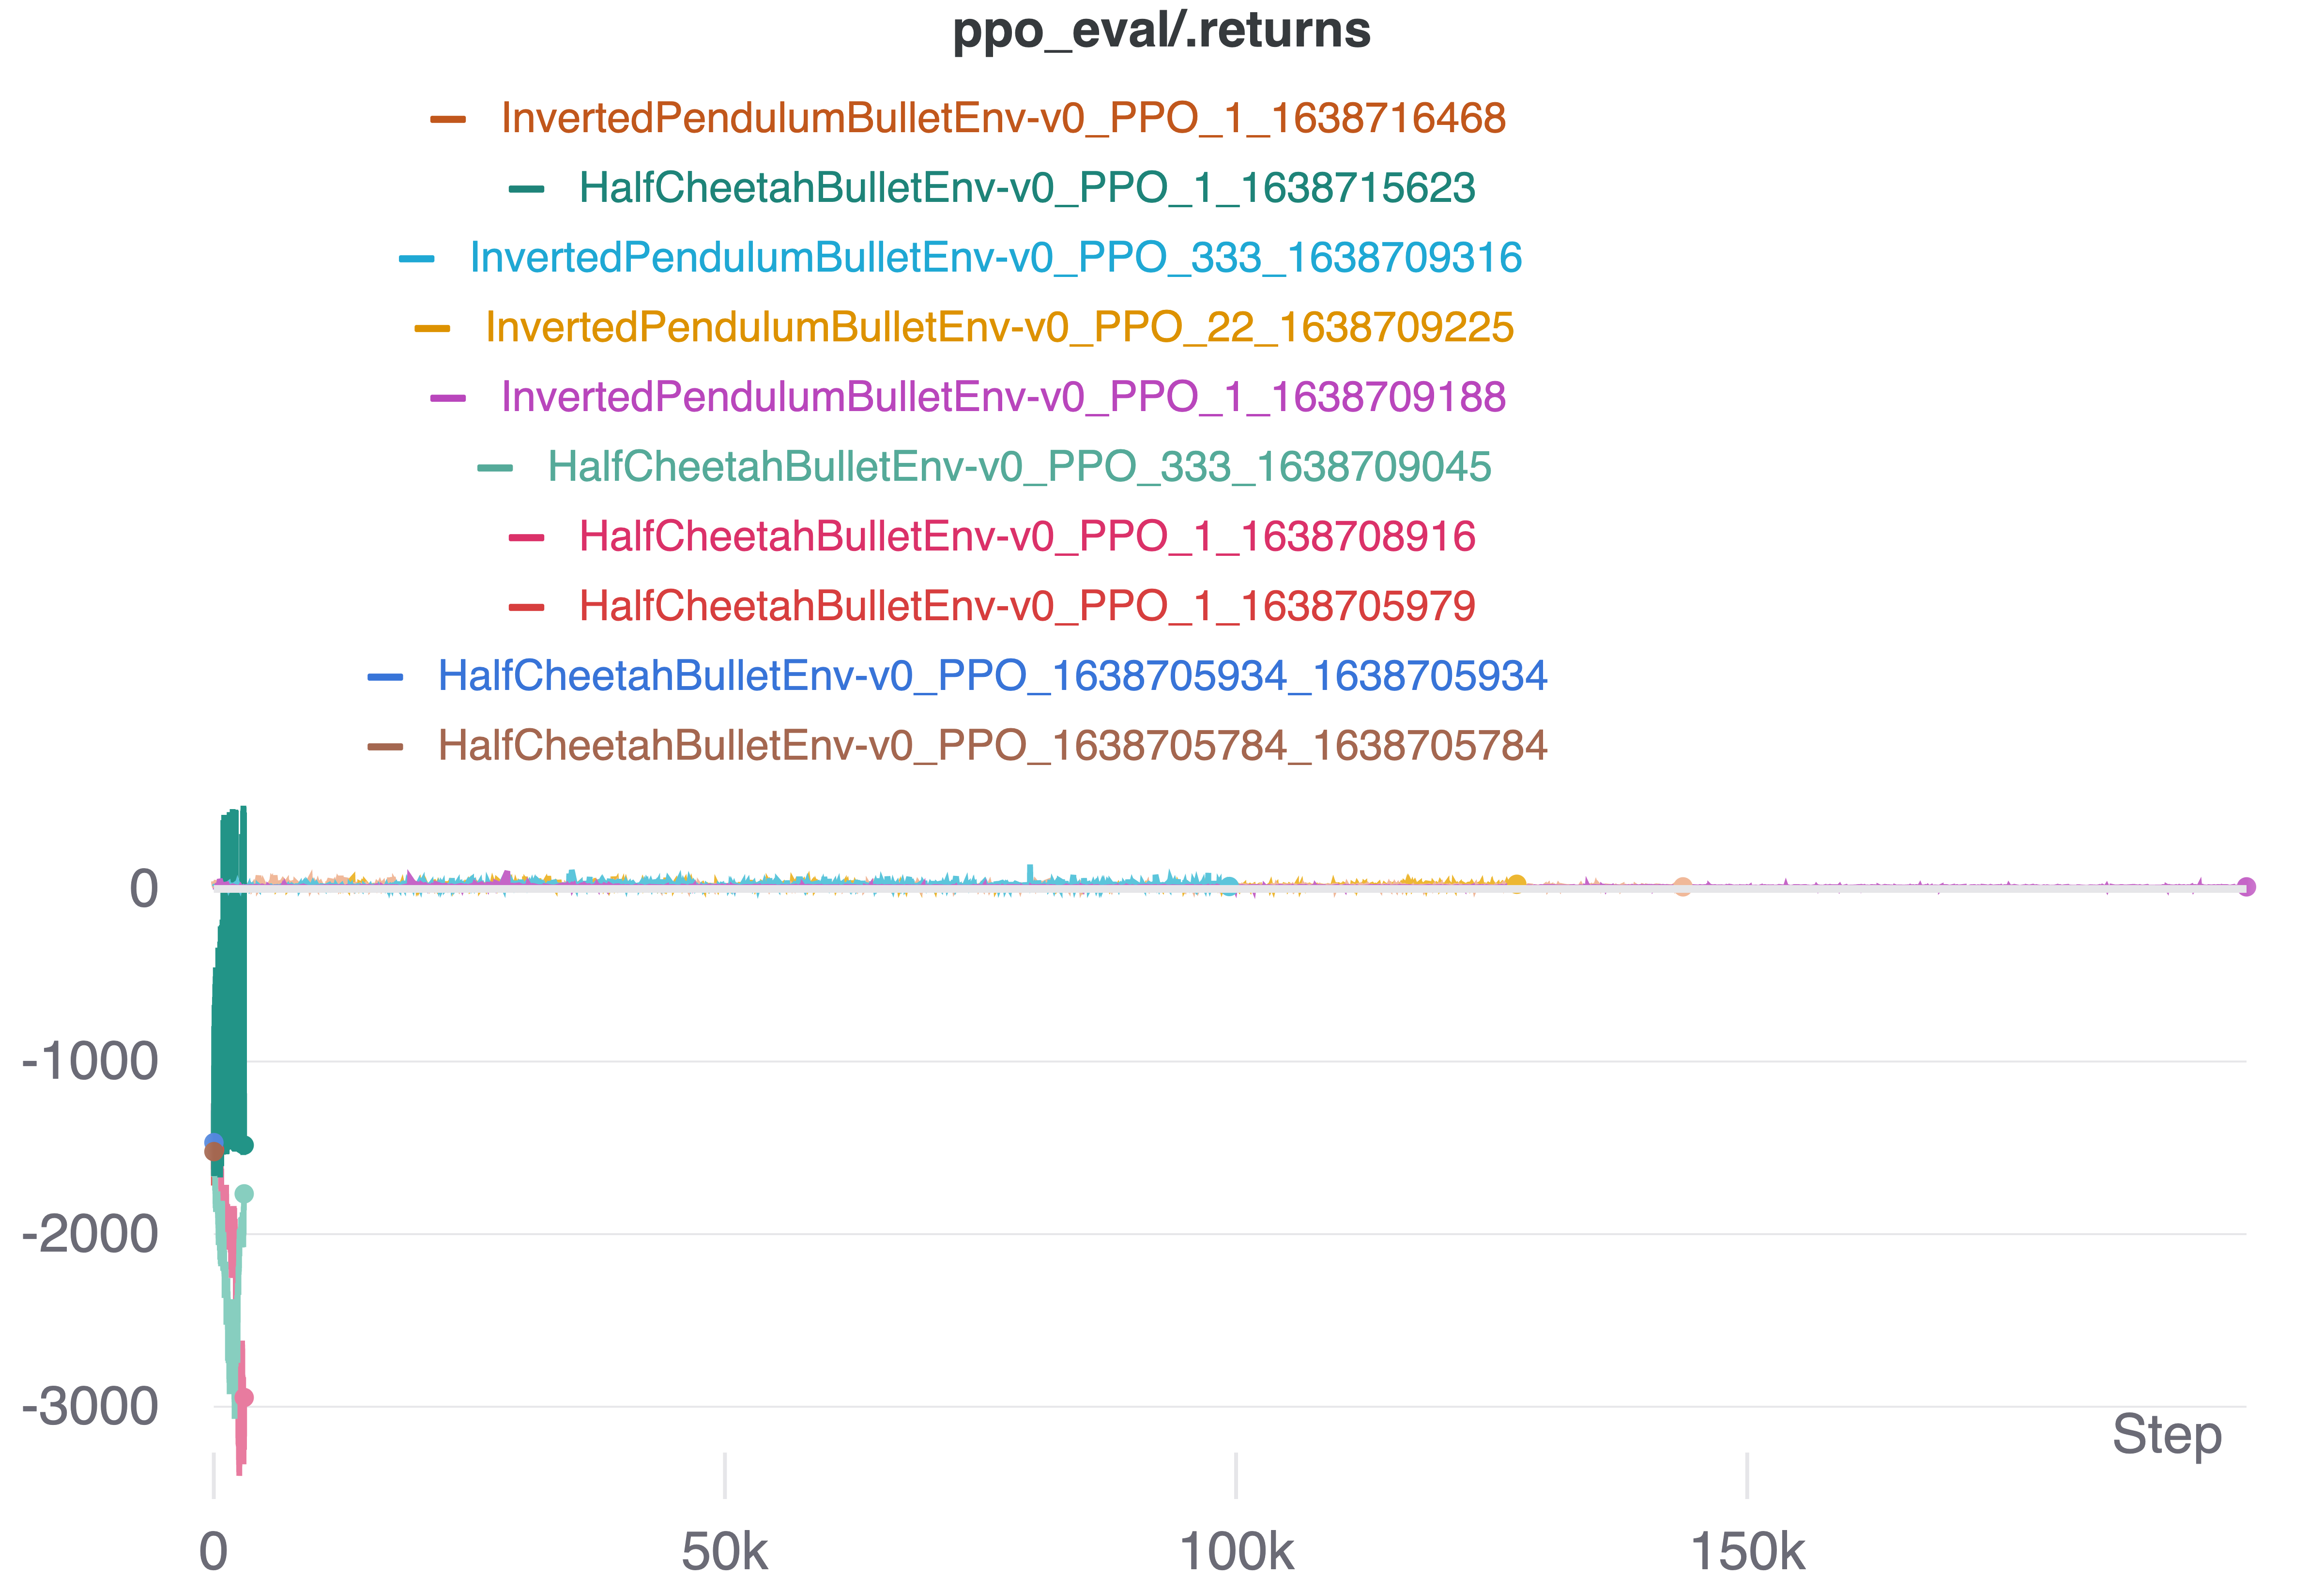 ppo_eval/.returns
InvertedPendulumBulletEnv-v0_PPO_1_1638716468
HalfCheetahBulletEnv-v0_PPO_1_1638715623
InvertedPendulumBulletEnv-v0_PPO_333_1638709316
InvertedPendulumBulletEnv-v0_PPO_22_1638709225
InvertedPendulumBulletEnv-v0_PPO_1_1638709188
HalfCheetahBulletEnv-v0_PPO_333_1638709045
HalfCheetahBulletEnv-v0_PPO_1_1638708916
HalfCheetahBulletEnv-v0_PPO_1_1638705979
HalfCheetahBulletEnv-v0_PPO_1638705934_1638705934
HalfCheetahBulletEnv-v0_PPO_1638705784_1638705784
0
-1000
-2000
-3000
Step
0 50k 100k 150k